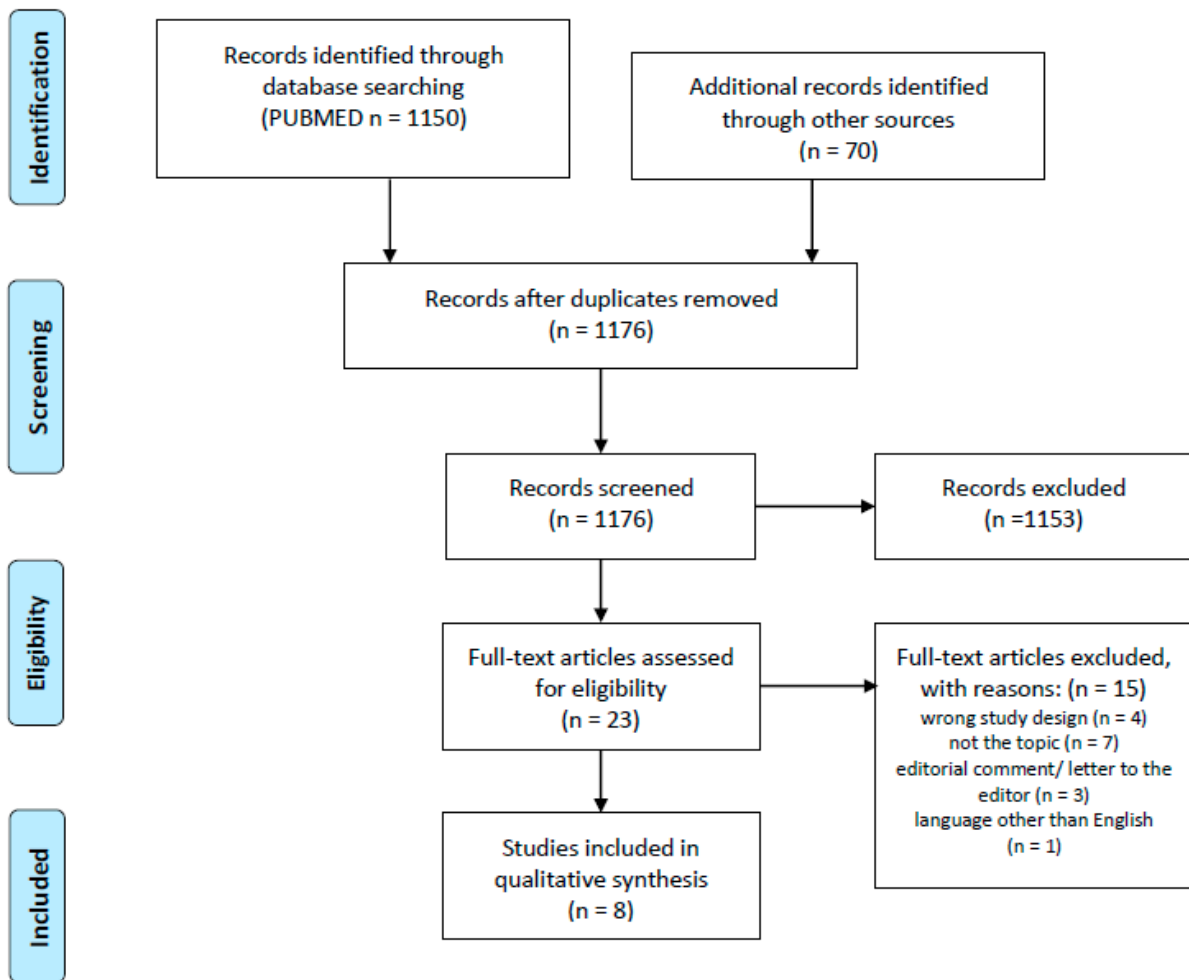 Identification
Records identified through
database searching
(PUBMED n = 1150)
Additional records identified
through other sources
(n = 70)
Screening
Records after duplicates removed
(n = 1176)
Records screened
(n = 1176)
Records excluded
(n =1153)
Eligibility
Full-text articles assessed
for eligibility
(n = 23)
Full-text articles excluded,
with reasons: (n = 15)
wrong study design (n = 4)
not the topic (n = 7)
editorial comment/ letter to the
editor (n = 3)
language other than English
(n = 1)
Included
Studies included in
qualitative synthesis
(n = 8)